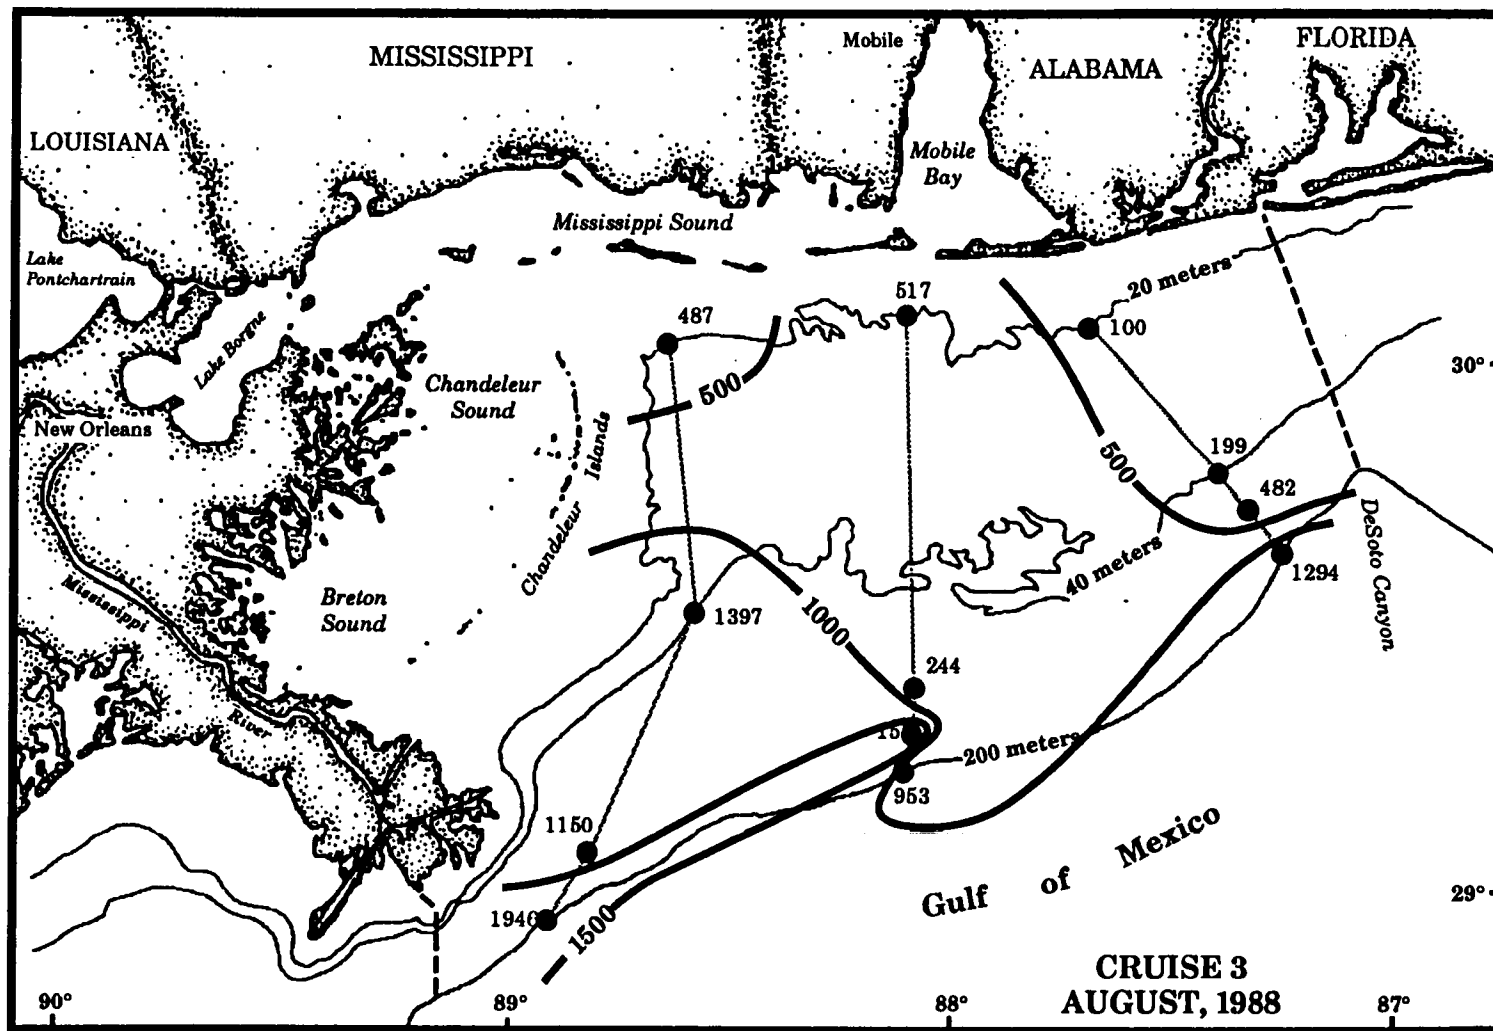 MISSISSIPPI
Mobile
FLORIDA
ALABAMA
LOUISIANA
Mobile
Bay
Mississippi Sound
Lake
Pontchartrain
20 meters
517
487
100
Lake Borgne
30°
Chandeleur
Sound
500
New Orleans
Chandeleur Islands
199
500
482
DeSoto Canyon
40 meters
1294
Mississippi
River
Breton
Sound
1397
1000
244
200 meters
953
1150
Gulf of Mexico
1946
1500
29°
CRUISE 3
AUGUST, 1988
90°
89°
88°
87°